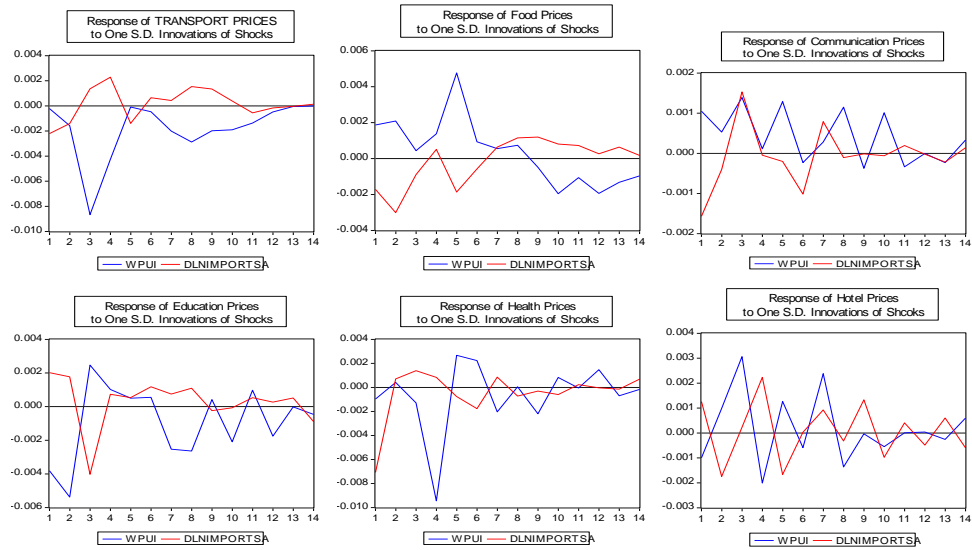 Response of TRANSPORT PRICES
to One S.D. Innovations of Shocks
0.004
0.002
0.000
-0.002
-0.004
-0.006
-0.008
-0.010
1 2 3 4 5 6 7 8 9 10 11 12 13 14
WPUI DLNIMPORTSA
Response of Food Prices
to One S.D. Innovations of Shocks
0.006
0.004
0.002
0.000
-0.002
-0.004
1 2 3 4 5 6 7 8 9 10 11 12 13 14
WPUI DLNIMPORTSA
Response of Communication Prices
to One S.D. Innovations of Shocks
0.002
0.001
0.000
-0.001
-0.002
1 2 3 4 5 6 7 8 9 10 11 12 13 14
WPUI DLNIMPORTSA
Response of Education Prices
to One S.D. Innovations of Shocks
0.004
0.002
0.000
-0.002
-0.004
-0.006
1 2 3 4 5 6 7 8 9 10 11 12 13 14
WPUI DLNIMPORTSA
Response of Health Prices
to One S.D. Innovations of Shcoks
0.004
0.002
0.000
-0.002
-0.004
-0.006
-0.008
-0.010
1 2 3 4 5 6 7 8 9 10 11 12 13 14
WPUI DLNIMPORTSA
Response of Hotel Prices
to One S.D. Innovations of Shcoks
0.004
0.003
0.002
0.001
0.000
-0.001
-0.002
-0.003
1 2 3 4 5 6 7 8 9 10 11 12 13 14
WPUI DLNIMPORTSA